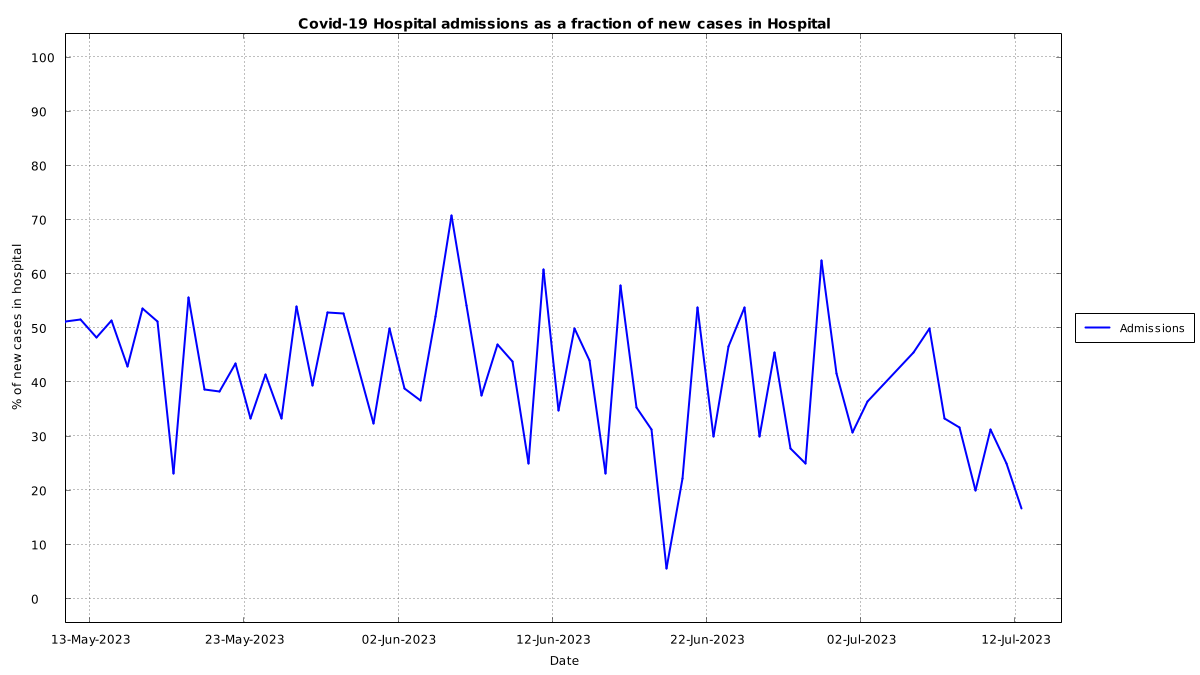 Covid-19 Hospital admissions as a fraction of new cases in Hospital
% of new cases in hospital
100
90
80
70
60
50
40
30
20
10
0
Admissions
13-May-2023 23-May-2023 02-Jun-2023 12-Jun-2023 22-Jun-2023 02-Jul-2023 12-Jul-2023
Date